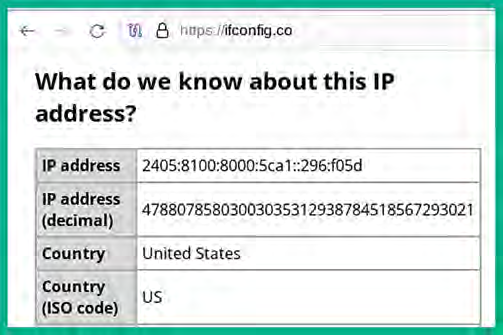 https://ifconfig.co
What do we know about this IP
address?
IP address 2405:8100:8000:5ca1::296:f05d
IP address
(decimal) 47880785803003035312938784518567293021
Country United States
Country
(ISO code) US